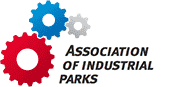 ASSOCIATION
OF INDUSTRIAL
PARKS